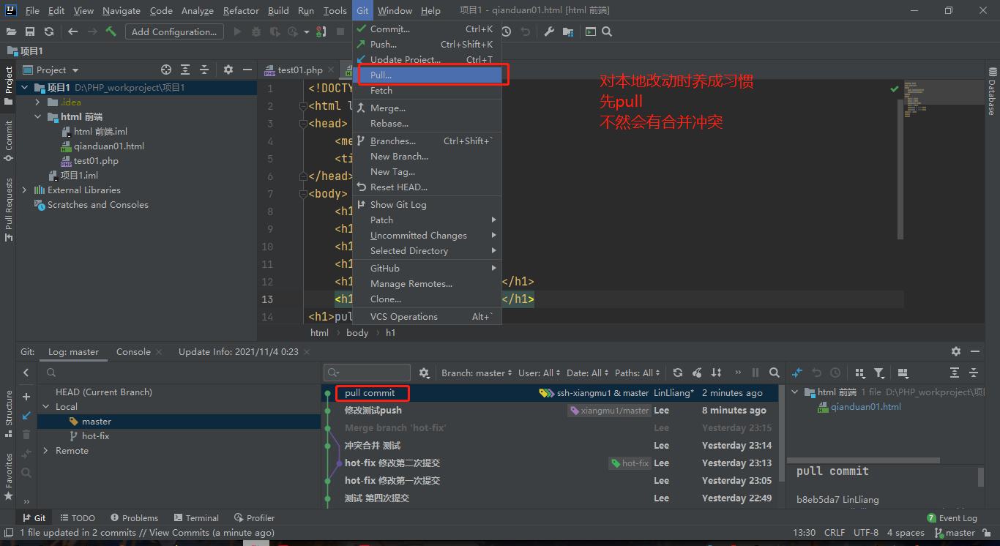 File Edit View Navigate Code Analyze Refactor Build Run Tools Git Window Help 项目1 - qianduan01.html [html 前端]
Add Configuration...
项目1
Project
test01.php
Commit... Ctrl+K
Push... Ctrl+Shift+K
Update Project... Ctrl+T
Pull...
Fetch
Merge...
Rebase...
Branches... Ctrl+Shift+`
New Branch...
New Tag...
Reset HEAD...
Show Git Log
Patch
Uncommitted Changes
Selected Directory
GitHub
Manage Remotes...
Clone...
VCS Operations Alt+`
对本地改动时养成习惯
先pull
不然会有合并冲突
Project
Commit
Pull Requests
Structure
Favorites
Database
项目1 D:\PHP_workproject\项目1
.idea
html 前端
html 前端.iml
qianduan01.html
test01.php
项目1.iml
External Libraries
Scratches and Consoles
1 <!DOCTY
2 <html l
3 <head>
4 <me
5 <ti
6 </head>
7 <body>
8 <h1
9 <h1
10 <h1
11 <h1
12 <h1 </h1>
13 <h1 </h1>
14 <h1>pul
html › body › h1
Git: Log: master Console Update Info: 2021/11/4 0:23
Branch: master User: All Date: All Paths: All
HEAD (Current Branch)
Local
master
hot-fix
Remote
pull commit ssh-xiangmu1 & master LinLliang* 2 minutes ago
修改测试push xiangmu1/master Lee 8 minutes ago
Merge branch 'hot-fix' Lee Yesterday 23:15
冲突合并 测试 Lee Yesterday 23:14
hot-fix 修改第二次提交 hot-fix Lee Yesterday 23:13
hot-fix 修改第一次提交 Lee Yesterday 23:05
测试 第四次提交 Lee Yesterday 22:49
html 前端 1 file D:\PHP_workproject\项
qianduan01.html
pull commit
b8eb5da7 LinLliang
Git TODO Problems Terminal Profiler 7 Event Log
1 file updated in 2 commits // View Commits (a minute ago) 13:30 CRLF UTF-8 4 spaces master